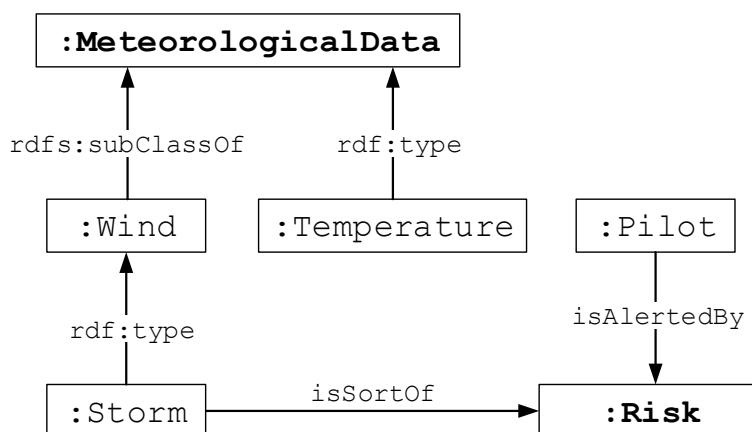 :MeteorologicalData
rdfs:subClassOf
rdf:type
:Wind
:Temperature
:Pilot
rdf:type
isAlertedBy
:Storm
isSortOf
:Risk